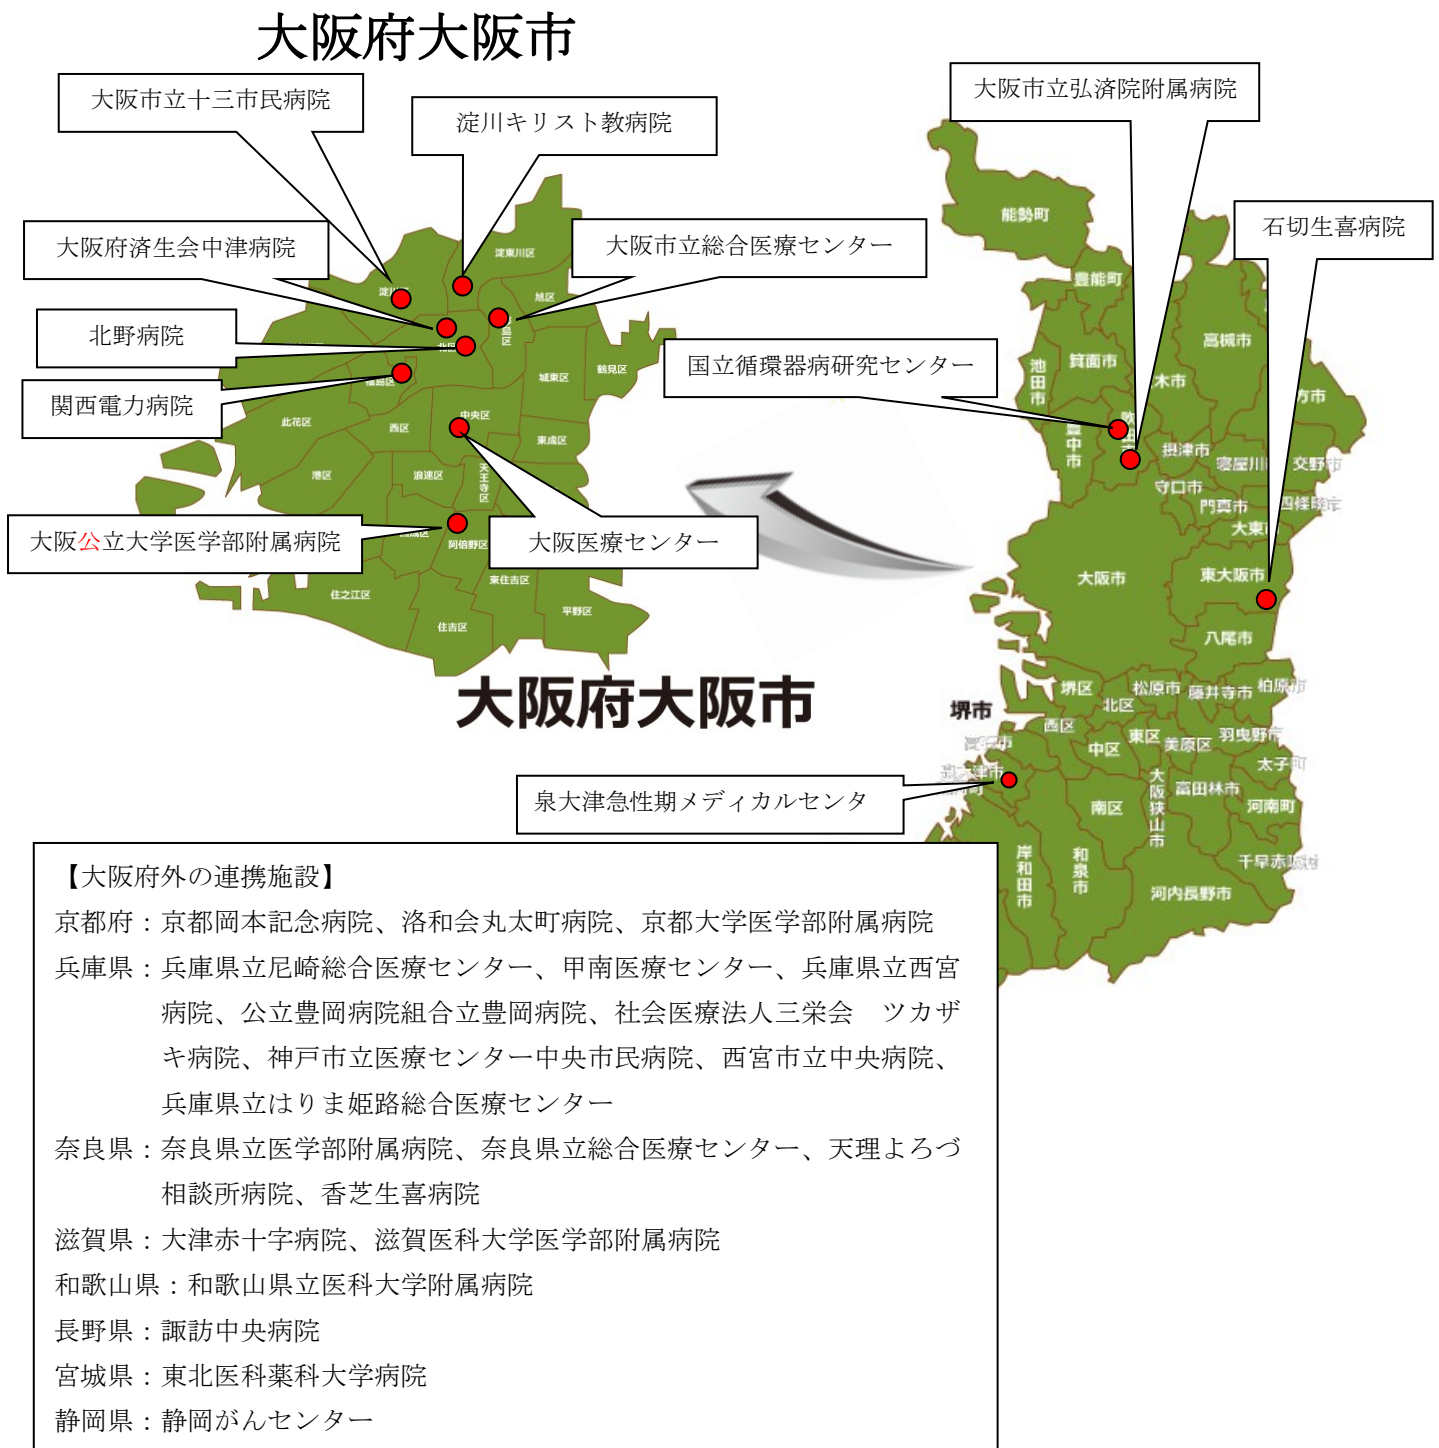 大阪府大阪市
大阪市立十三市民病院
淀川キリスト教病院
大阪市立弘済院附属病院
大阪府済生会中津病院
大阪市立総合医療センター
石切生喜病院
北野病院
国立循環器病研究センター
関西電力病院
大阪公立大学医学部附属病院
大阪医療センター
淀東川区
旭区
城東区
鶴見区
此花区
西区
中央区
東成区
港区
浪速区
天王寺区
阿倍野区
東住吉区
住之江区
住吉区
平野区
大阪府大阪市
能勢町
豊能町
高槻市
池田市
箕面市
木市
方市
豊中市
摂津市
寝屋川
交野市
守口市
門真市
四條畷市
大東
大阪市
東大阪市
八尾市
堺市
堺区
北区
松原市
藤井寺市
柏原市
西区
中区
東区
美原区
羽曳野市
太子町
泉大津市
南区
大阪狭山市
富田林市
河南町
千早赤阪村
岸和田市
和泉市
河内長野市
泉大津急性期メディカルセンタ
【大阪府外の連携施設】
京都府：京都岡本記念病院、洛和会丸太町病院、京都大学医学部附属病院
兵庫県：兵庫県立尼崎総合医療センター、甲南医療センター、兵庫県立西宮
病院、公立豊岡病院組合立豊岡病院、社会医療法人三栄会　ツカザ
キ病院、神戸市立医療センター中央市民病院、西宮市立中央病院、
兵庫県立はりま姫路総合医療センター
奈良県：奈良県立医学部附属病院、奈良県立総合医療センター、天理よろづ
相談所病院、香芝生喜病院
滋賀県：大津赤十字病院、滋賀医科大学医学部附属病院
和歌山県：和歌山県立医科大学附属病院
長野県：諏訪中央病院
宮城県：東北医科薬科大学病院
静岡県：静岡がんセンター